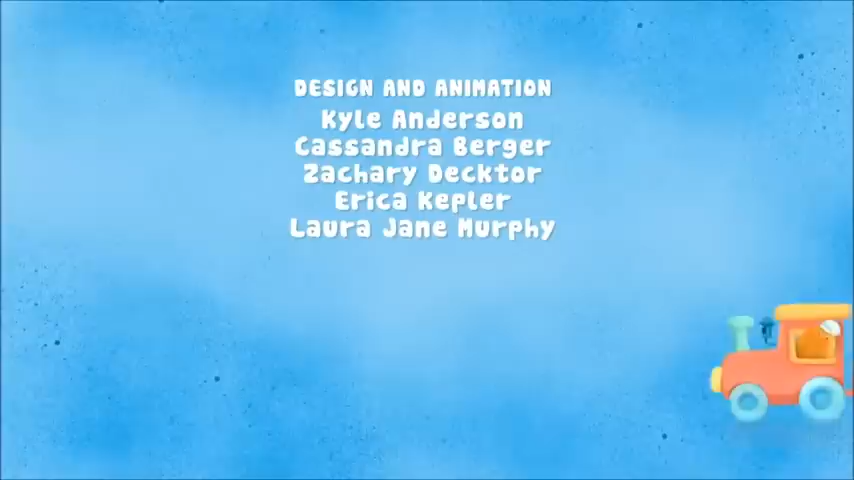 DESIGN AND ANIMATION
Kyle Anderson
Cassandra Berger
Zachary Decktor
Erica Kepler
Laura Jane Murphy